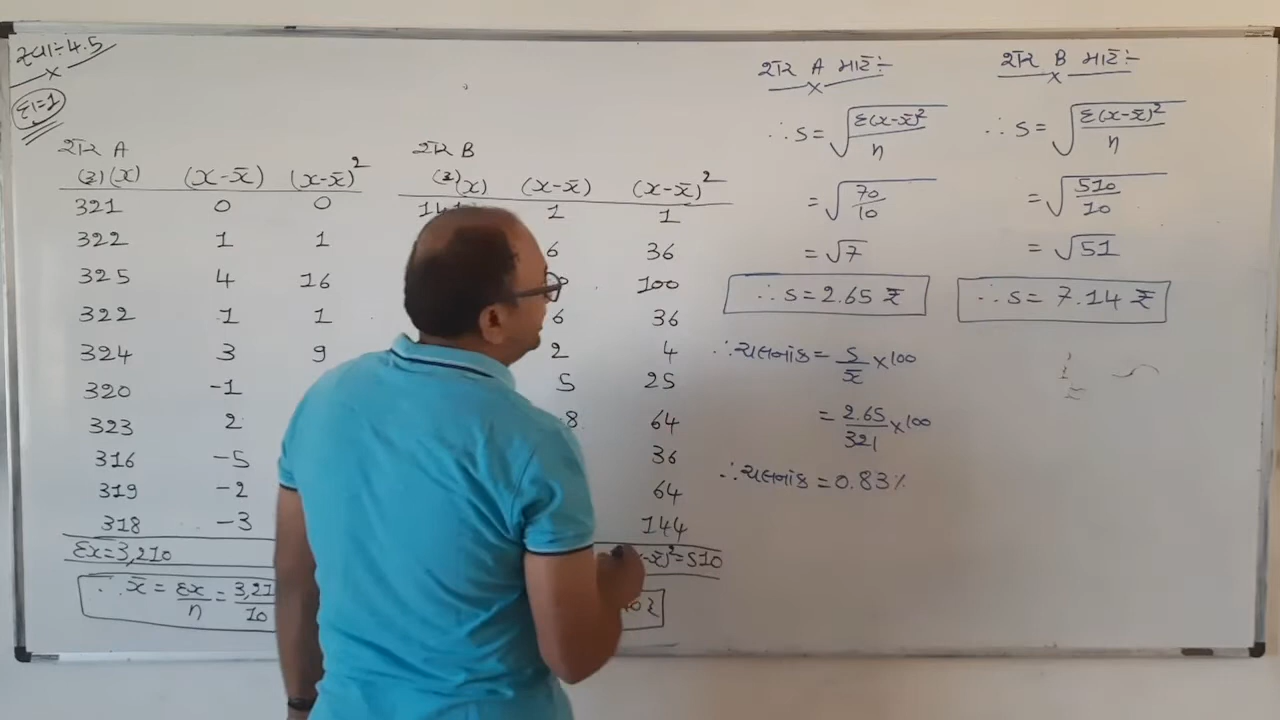 સ્વા÷4.5
દા=1
શેર A
(₹)(x) (x-x̄) (x-x̄)²
321 0 0
322 1 1
325 4 16
322 1 1
324 3 9
320 -1
323 2
316 -5
319 -2
318 -3
Σx=3,210
∴ x̄ = Σx/n = 3,21 /10
શેર B
(₹)(x) (x-x̄) (x-x̄)²
141 1 1
6 36
100
6 36
2 4
5 25
8 64
36
64
144
(x-x̄)²=510
શેર A માટે:-
∴ s = √(Σ(x-x̄)²/n)
= √(70/10)
= √7
∴ s = 2.65 ₹
∴ ચલનાંક = s/x̄ × 100
= 2.65/321 × 100
∴ ચલનાંક = 0.83%
શેર B માટે:-
∴ s = √(Σ(x-x̄)²/n)
= √(510/10)
= √51
∴ s = 7.14 ₹